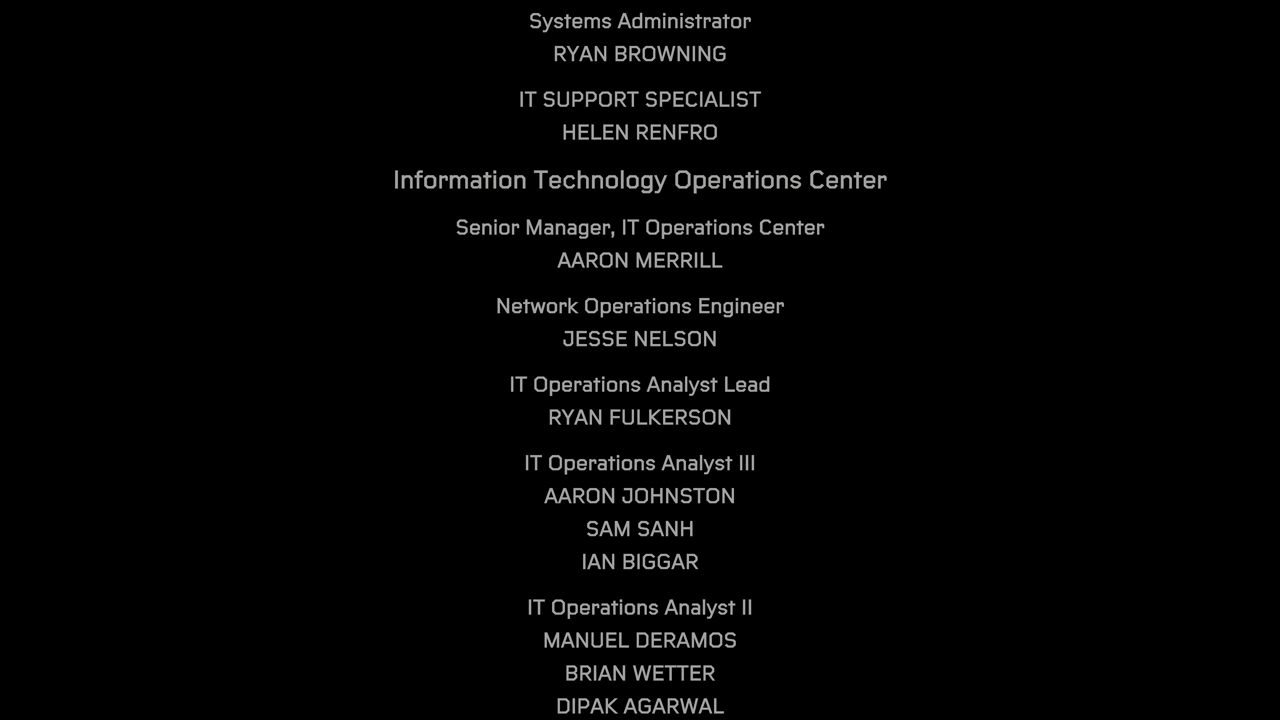 Systems Administrator
RYAN BROWNING
IT SUPPORT SPECIALIST
HELEN RENFRO
Information Technology Operations Center
Senior Manager, IT Operations Center
AARON MERRILL
Network Operations Engineer
JESSE NELSON
IT Operations Analyst Lead
RYAN FULKERSON
IT Operations Analyst III
AARON JOHNSTON
SAM SANH
IAN BIGGAR
IT Operations Analyst II
MANUEL DERAMOS
BRIAN WETTER
DIPAK AGARWAL